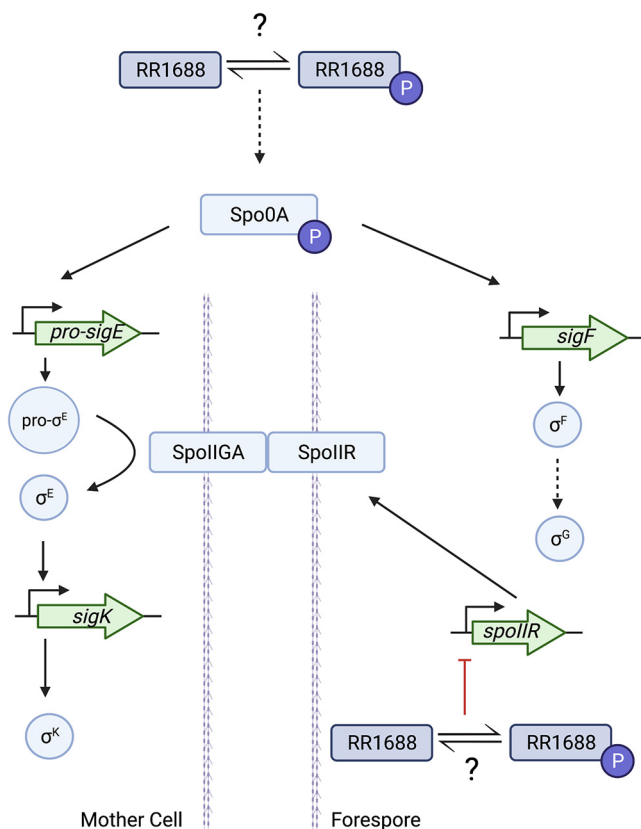 ?
RR1688
RR1688
P
Spo0A
P
pro-sigE
sigF
pro-σᴱ
σᶠ
SpoIIGA
SpoIIR
σᴱ
σᴳ
sigK
spoIIR
σᴷ
RR1688
RR1688
P
?
Mother Cell
Forespore